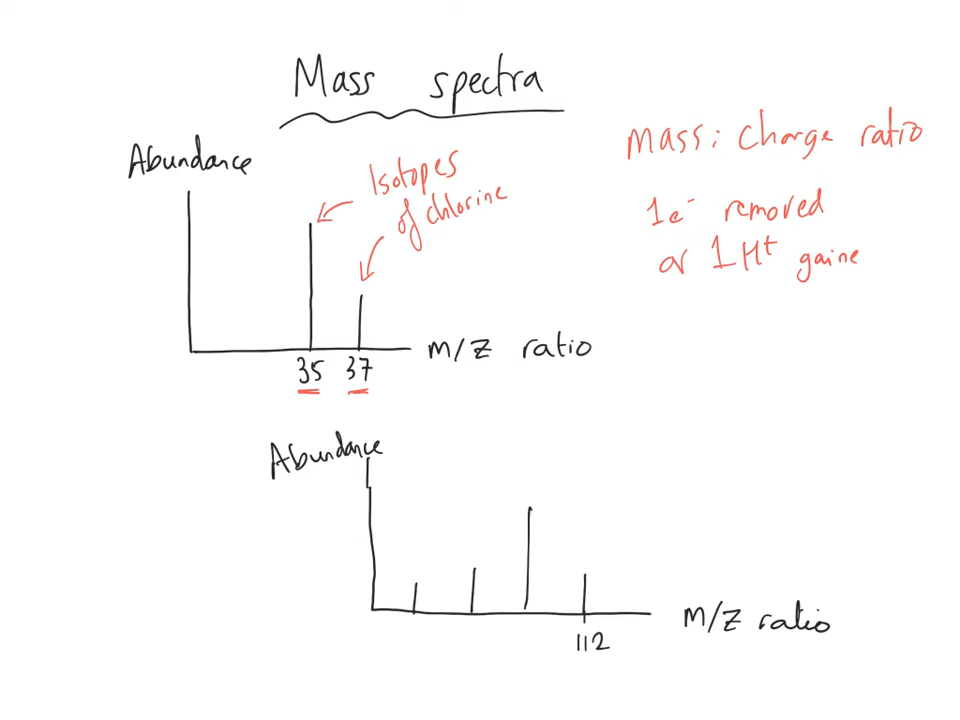 Mass spectra
Abundance
Isotopes
of chlorine
Mass: Charge ratio
1e⁻ removed
or 1H⁺ gaine
M/Z ratio
35 37
Abundance
M/Z ratio
112